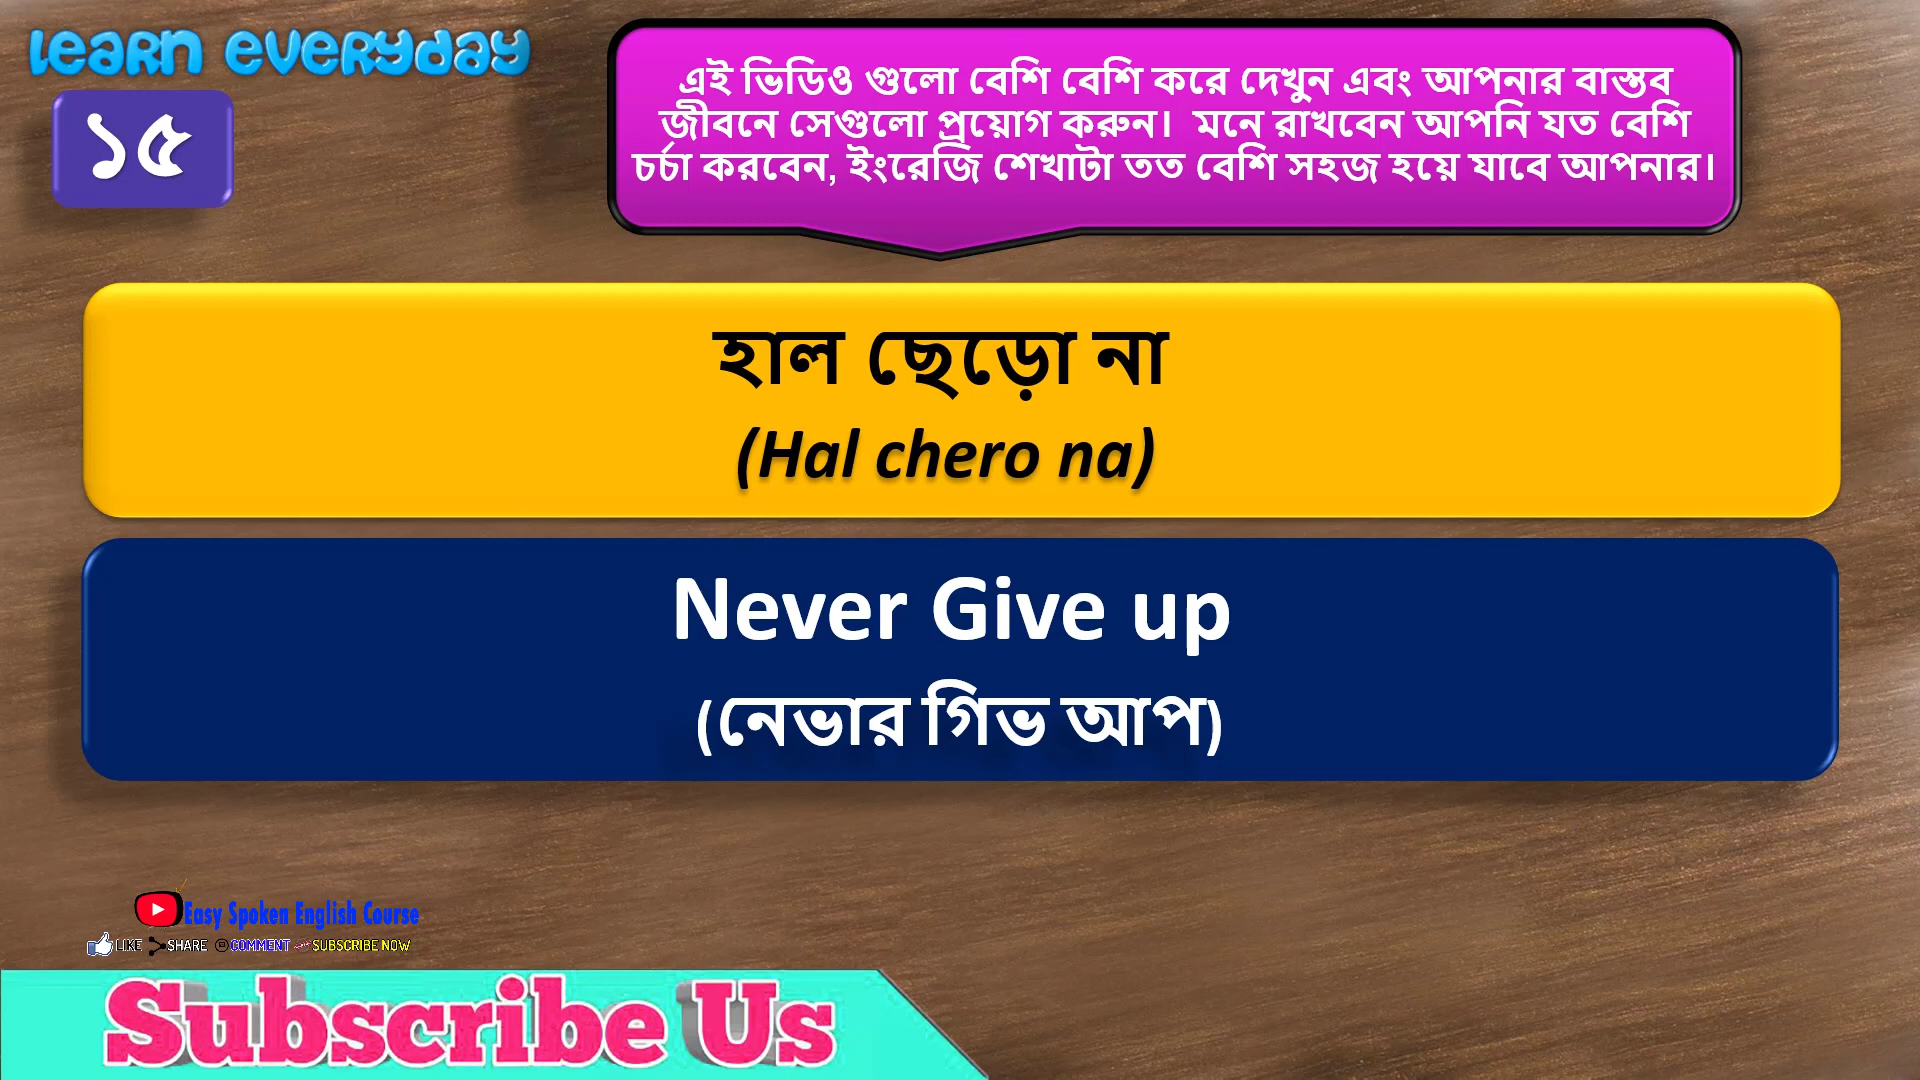 Learn Everyday
১৫
এই ভিডিও গুলো বেশি বেশি করে দেখুন এবং আপনার বাস্তব
জীবনে সেগুলো প্রয়োগ করুন। মনে রাখবেন আপনি যত বেশি
চর্চা করবেন, ইংরেজি শেখাটা তত বেশি সহজ হয়ে যাবে আপনার।
হাল ছেড়ো না
(Hal chero na)
Never Give up
(নেভার গিভ আপ)
Easy Spoken English Course
LIKE SHARE COMMENT SUBSCRIBE NOW
Subscribe Us